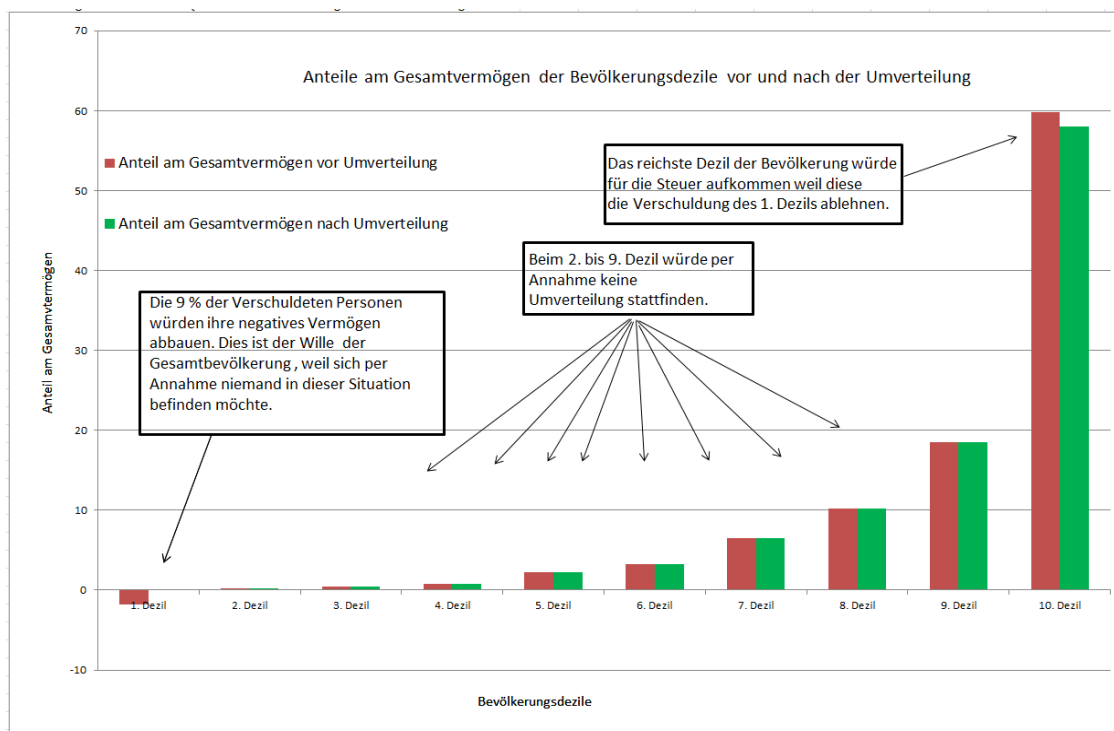 70
60
50
40
30
20
10
0
-10
Anteil am Gesamvtermögen
Anteile am Gesamtvermögen der Bevölkerungsdezile vor und nach der Umverteilung
Anteil am Gesamtvermögen vor Umverteilung
Anteil am Gesamtvermögen nach Umverteilung
Die 9 % der Verschuldeten Personen
würden ihre negatives Vermögen
abbauen. Dies ist der Wille der
Gesamtbevölkerung , weil sich per
Annahme niemand in dieser Situation
befinden möchte.
Beim 2. bis 9. Dezil würde per
Annahme keine
Umverteilung stattfinden.
Das reichste Dezil der Bevölkerung würde
für die Steuer aufkommen weil diese
die Verschuldung des 1. Dezils ablehnen.
1. Dezil
2. Dezil
3. Dezil
4. Dezil
5. Dezil
6. Dezil
7. Dezil
8. Dezil
9. Dezil
10. Dezil
Bevölkerungsdezile